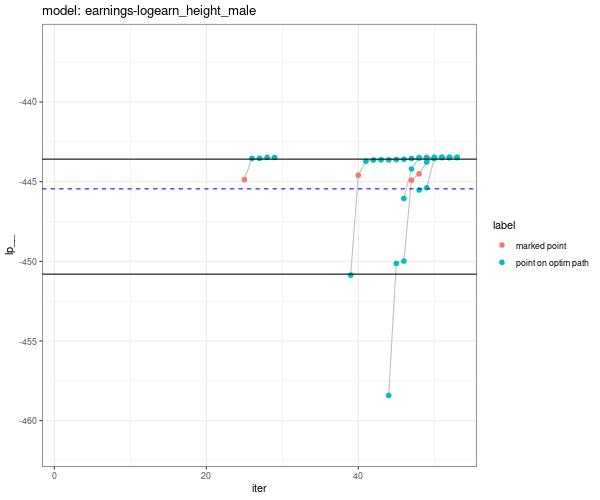 model: earnings-logearn_height_male
-440
-445
-450
-455
-460
lp__
0
20
40
iter
label
marked point
point on optim path